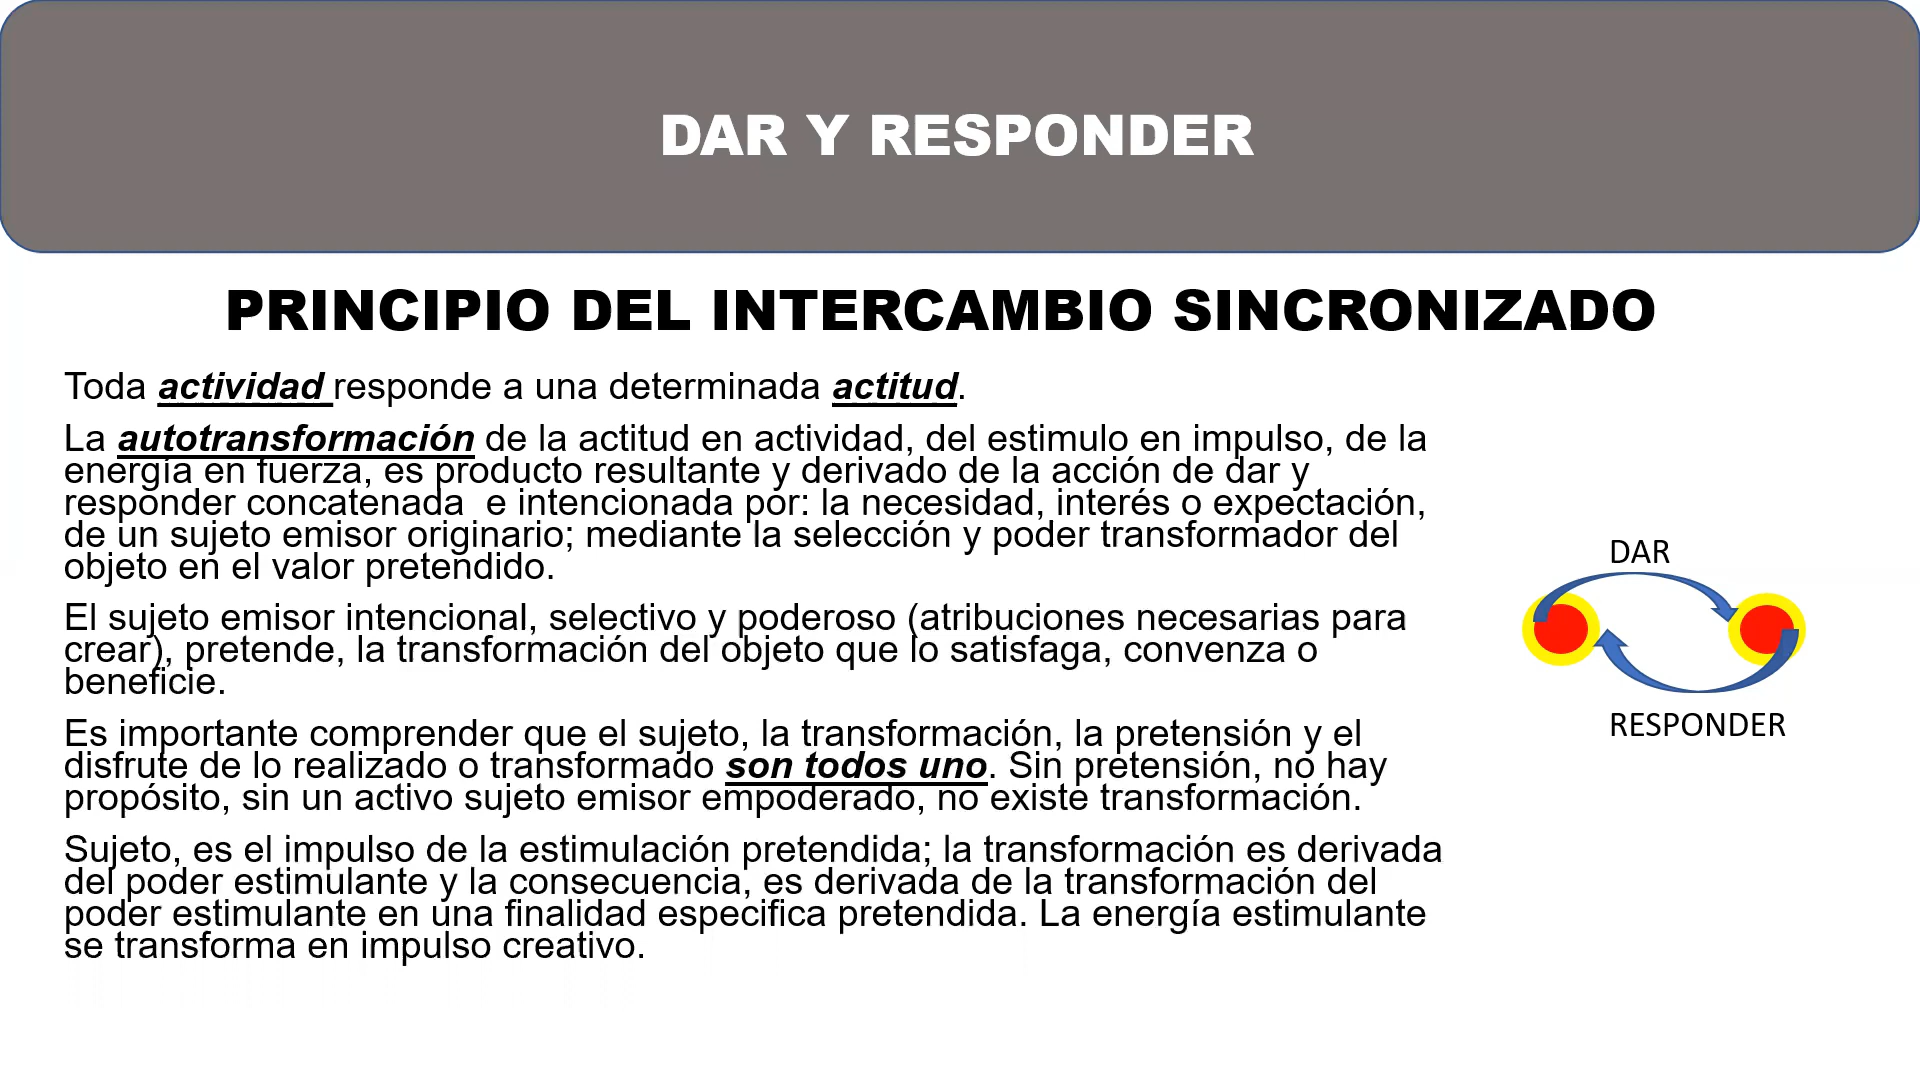 DAR Y RESPONDER
PRINCIPIO DEL INTERCAMBIO SINCRONIZADO
Toda actividad responde a una determinada actitud.
La autotransformación de la actitud en actividad, del estimulo en impulso, de la
energía en fuerza, es producto resultante y derivado de la acción de dar y
responder concatenada  e intencionada por: la necesidad, interés o expectación,
de un sujeto emisor originario; mediante la selección y poder transformador del
objeto en el valor pretendido.
El sujeto emisor intencional, selectivo y poderoso (atribuciones necesarias para
crear), pretende, la transformación del objeto que lo satisfaga, convenza o
beneficie.
Es importante comprender que el sujeto, la transformación, la pretensión y el
disfrute de lo realizado o transformado son todos uno. Sin pretensión, no hay
propósito, sin un activo sujeto emisor empoderado, no existe transformación.
Sujeto, es el impulso de la estimulación pretendida; la transformación es derivada
del poder estimulante y la consecuencia, es derivada de la transformación del
poder estimulante en una finalidad especifica pretendida. La energía estimulante
se transforma en impulso creativo.
DAR
RESPONDER